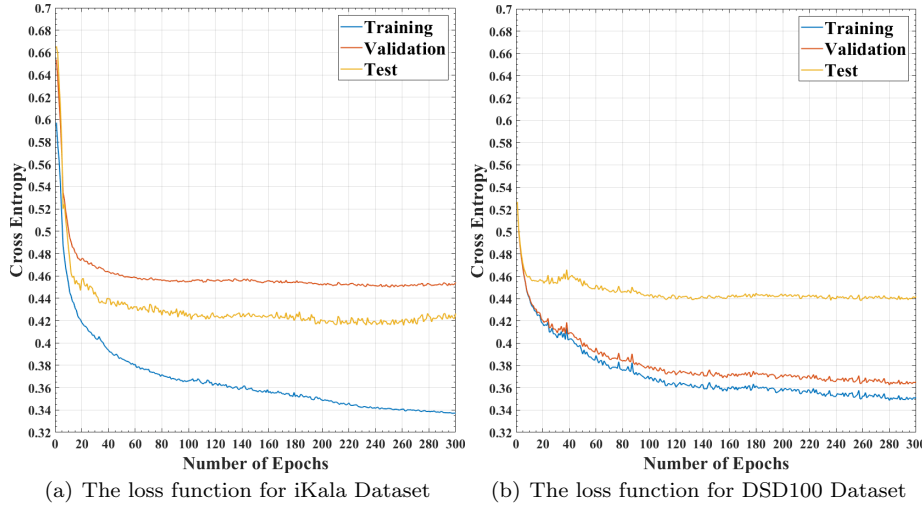 0.7
0.68
0.66
0.64
0.62
0.6
0.58
0.56
0.54
0.52
0.5
0.48
0.46
0.44
0.42
0.4
0.38
0.36
0.34
0.32
Cross Entropy
Training
Validation
Test
0 20 40 60 80 100 120 140 160 180 200 220 240 260 280 300
Number of Epochs
(a) The loss function for iKala Dataset
0.7
0.68
0.66
0.64
0.62
0.6
0.58
0.56
0.54
0.52
0.5
0.48
0.46
0.44
0.42
0.4
0.38
0.36
0.34
0.32
Cross Entropy
Training
Validation
Test
0 20 40 60 80 100 120 140 160 180 200 220 240 260 280 300
Number of Epochs
(b) The loss function for DSD100 Dataset